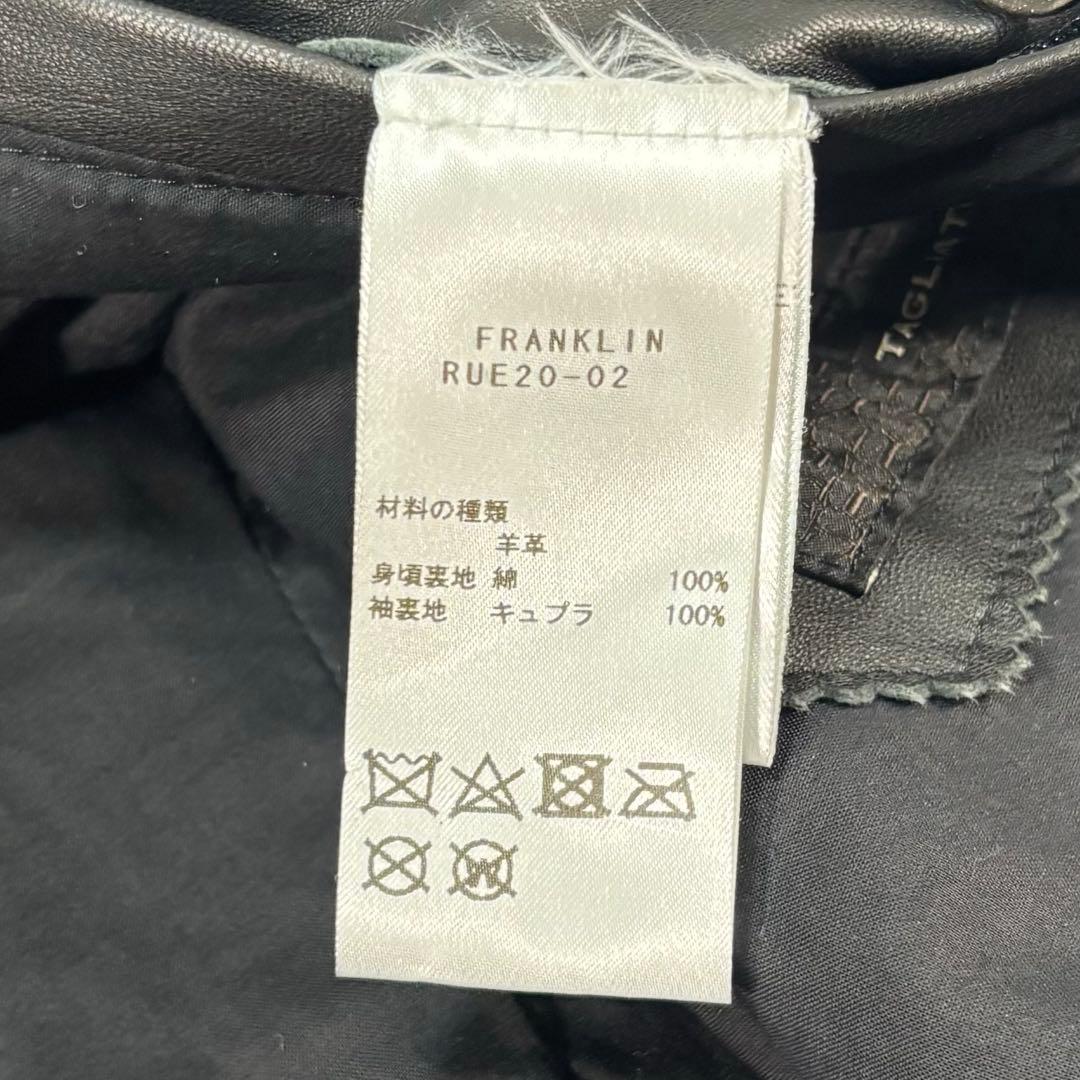 FRANKLIN
RUE20-02
材料の種類
羊革
身頃裏地 綿 100%
袖裏地 キュプラ 100%